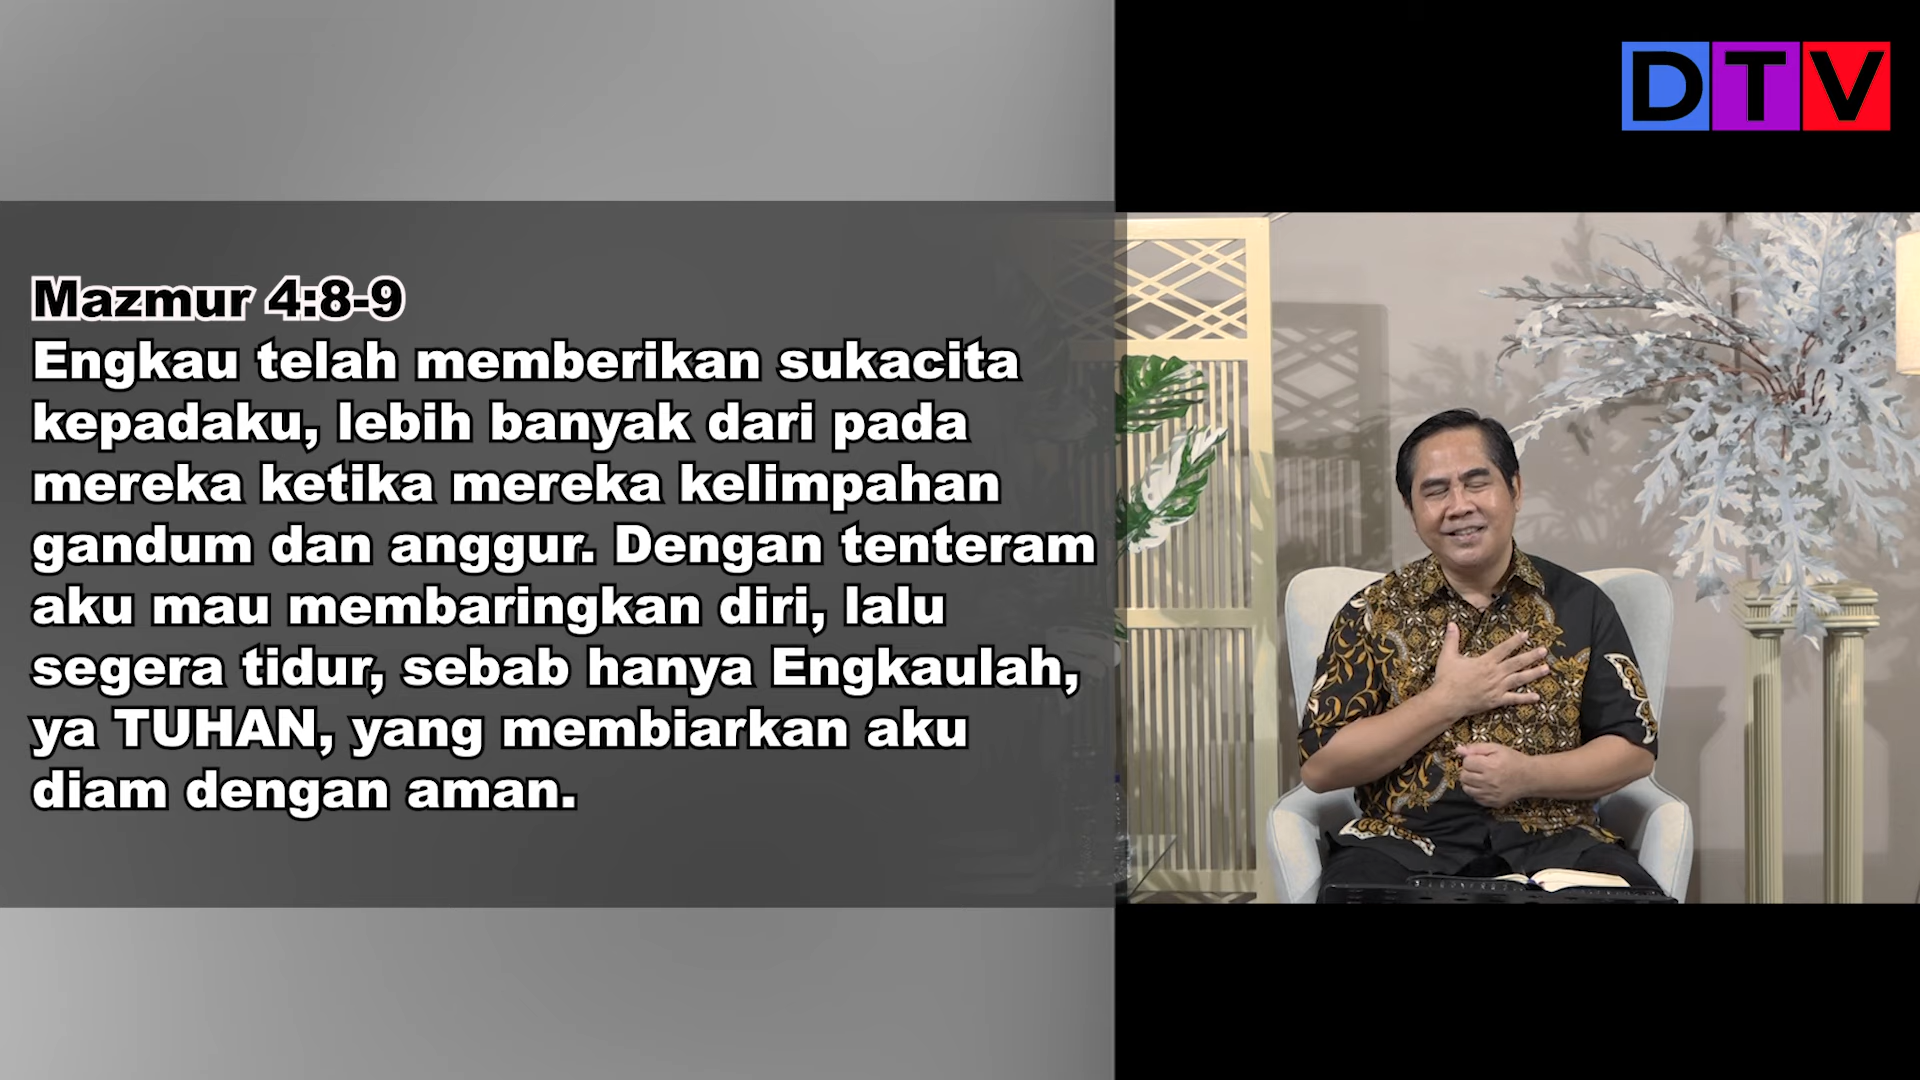 DTV
Mazmur 4:8-9
Engkau telah memberikan sukacita
kepadaku, lebih banyak dari pada
mereka ketika mereka kelimpahan
gandum dan anggur. Dengan tenteram
aku mau membaringkan diri, lalu
segera tidur, sebab hanya Engkaulah,
ya TUHAN, yang membiarkan aku
diam dengan aman.